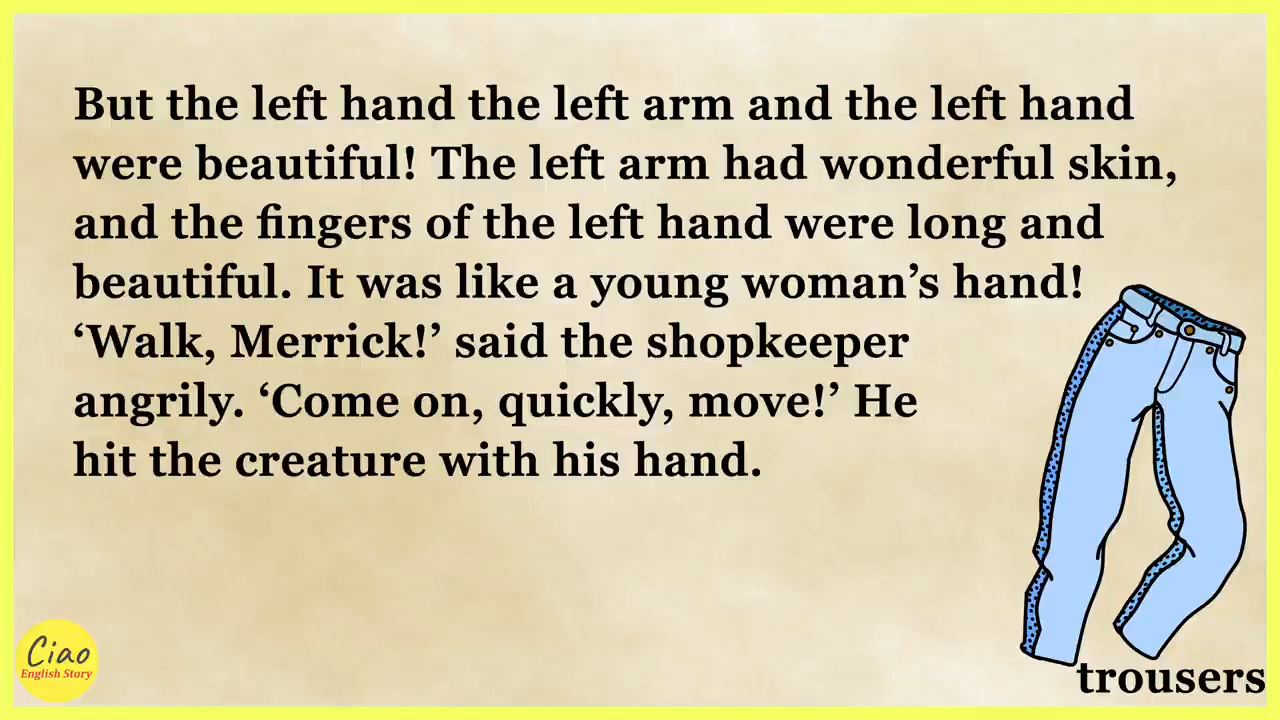 But the left hand the left arm and the left hand
were beautiful! The left arm had wonderful skin,
and the fingers of the left hand were long and
beautiful. It was like a young woman’s hand!
‘Walk, Merrick!’ said the shopkeeper
angrily. ‘Come on, quickly, move!’ He
hit the creature with his hand.
Ciao
English Story
trousers